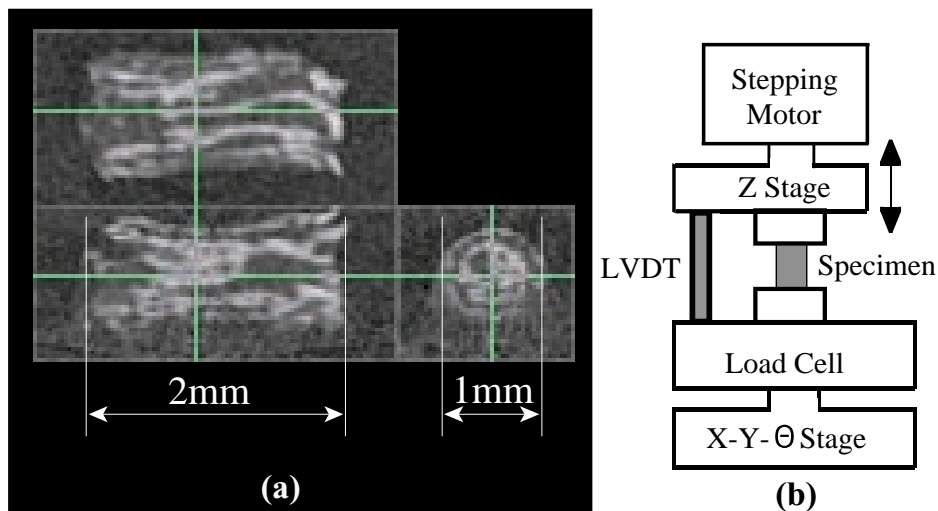 2mm
1mm
(a)
Stepping
Motor
Z Stage
LVDT
Specimen
Load Cell
X-Y-Θ Stage
(b)